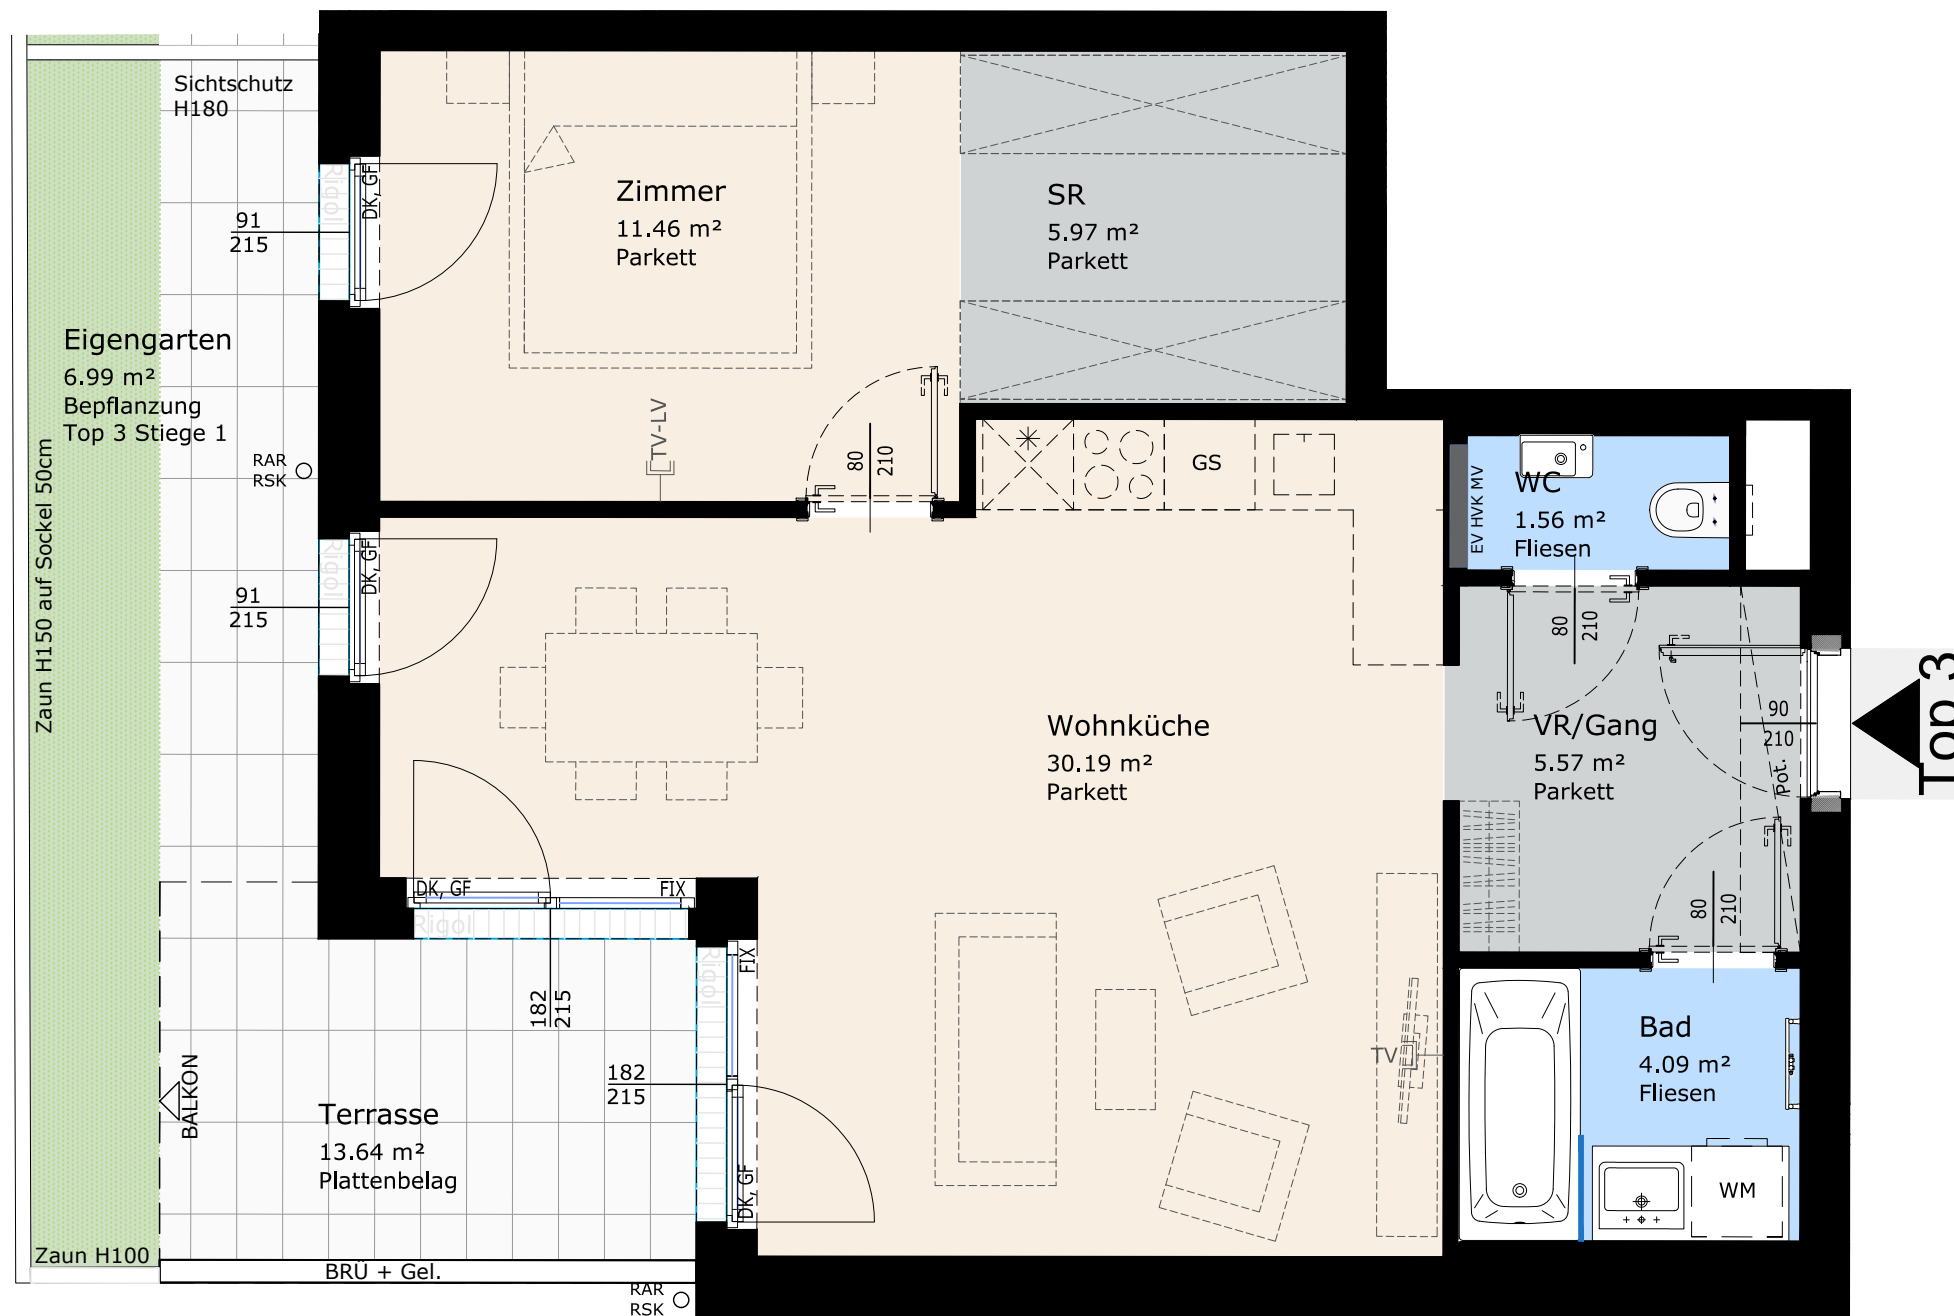 Sichtschutz
H180
Rigol
DK, GF
91
215
Zimmer
11.46 m²
Parkett
SR
5.97 m²
Parkett
Eigengarten
6.99 m²
Bepflanzung
Top 3 Stiege 1
Zaun H150 auf Sockel 50cm
RAR
RSK
TV-LV
80
210
GS
EV HVK MV
WC
1.56 m²
Fliesen
Rigol
DK, GF
91
215
80
210
Wohnküche
30.19 m²
Parkett
VR/Gang
5.57 m²
Parkett
90
210
Pot.
Top 3
DK, GF
FIX
Rigol
182
215
Rigol
FIX
182
215
DK, GF
80
210
TV
Bad
4.09 m²
Fliesen
WM
BALKON
Terrasse
13.64 m²
Plattenbelag
Zaun H100
BRÜ + Gel.
RAR
RSK